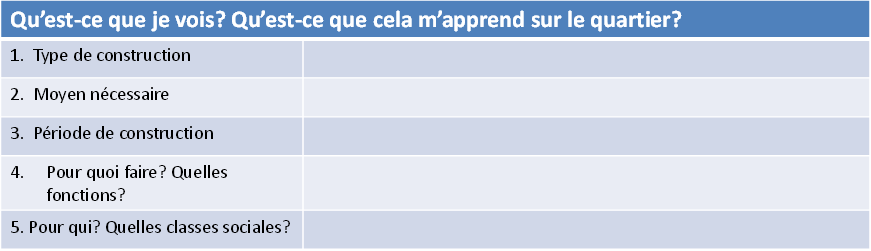 Qu’est-ce que je vois? Qu’est-ce que cela m’apprend sur le quartier?
1. Type de construction
2. Moyen nécessaire
3. Période de construction
4. Pour quoi faire? Quelles
fonctions?
5. Pour qui? Quelles classes sociales?